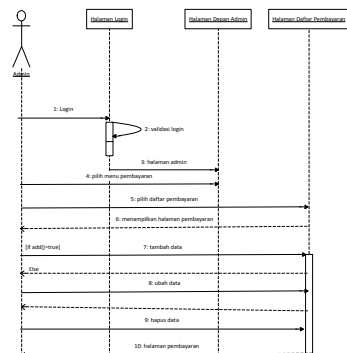 Halaman Login
Halaman Depan Admin
Halaman Daftar Pembayaran
Admin
1: Login
2: validasi login
3: halaman admin
4: pilih menu pembayaran
5: pilih daftar pembayaran
6: menampilkan halaman pembayaran
[if add()=true]
7: tambah data
Else
8: ubah data
9: hapus data
10: halaman pembayaran